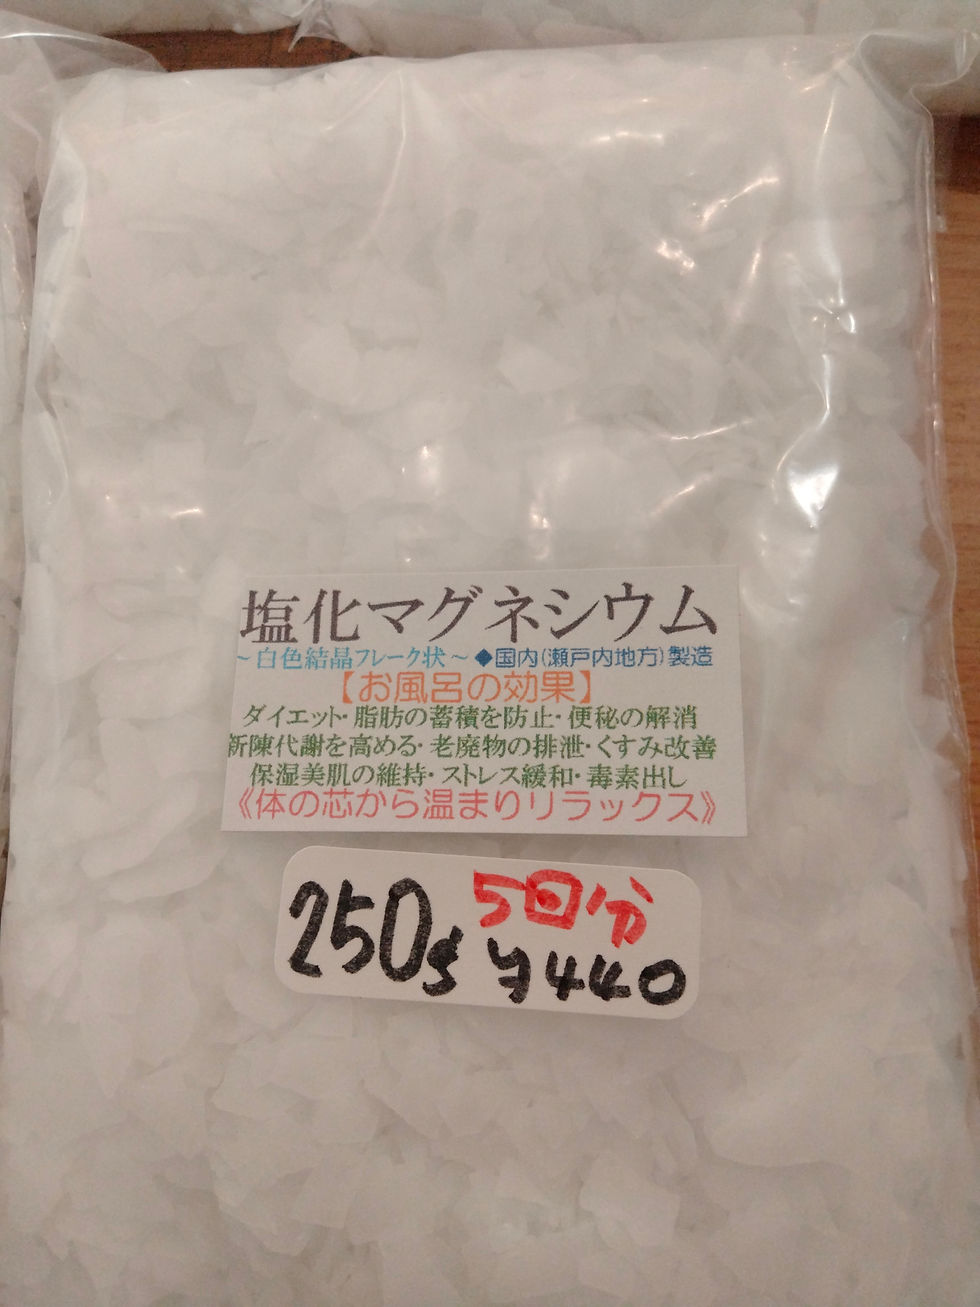 塩化マグネシウム
~白色結晶フレーク状~◆国内(瀬戸内地方)製造
【お風呂の効果】
ダイエット・脂肪の蓄積を防止・便秘の解消
新陳代謝を高める・老廃物の排泄・くすみ改善
保湿美肌の維持・ストレス緩和・毒素出し
《体の芯から温まりリラックス》
250g 5回分
¥440